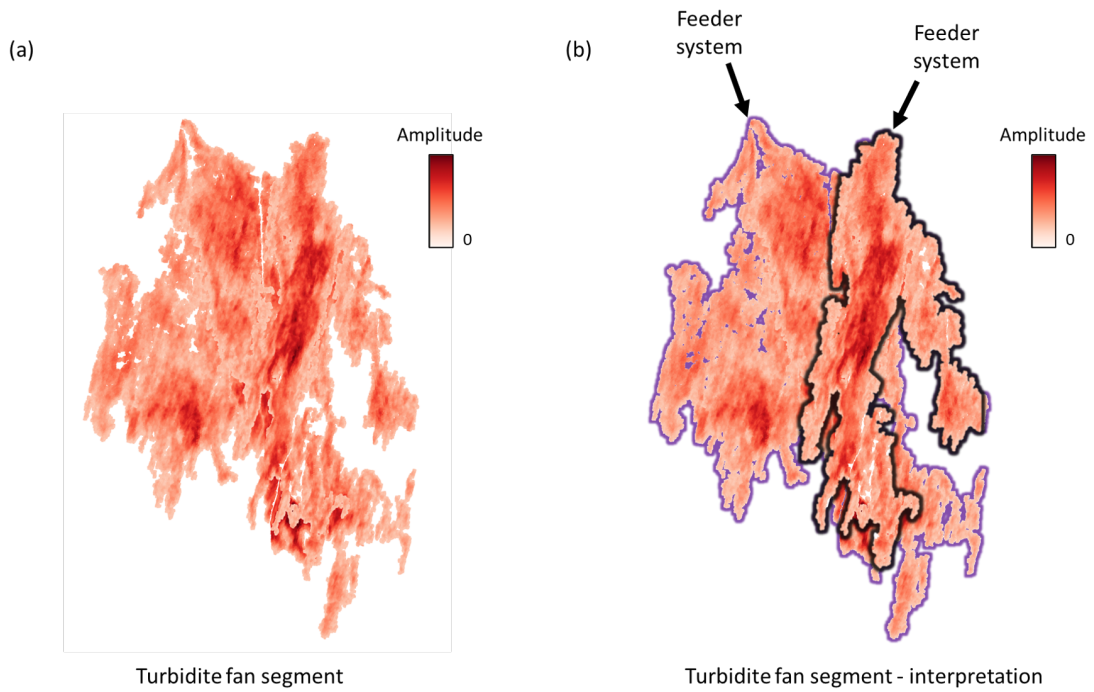 (a)
Amplitude
0
Turbidite fan segment
(b)
Feeder
system
Feeder
system
Amplitude
0
Turbidite fan segment - interpretation